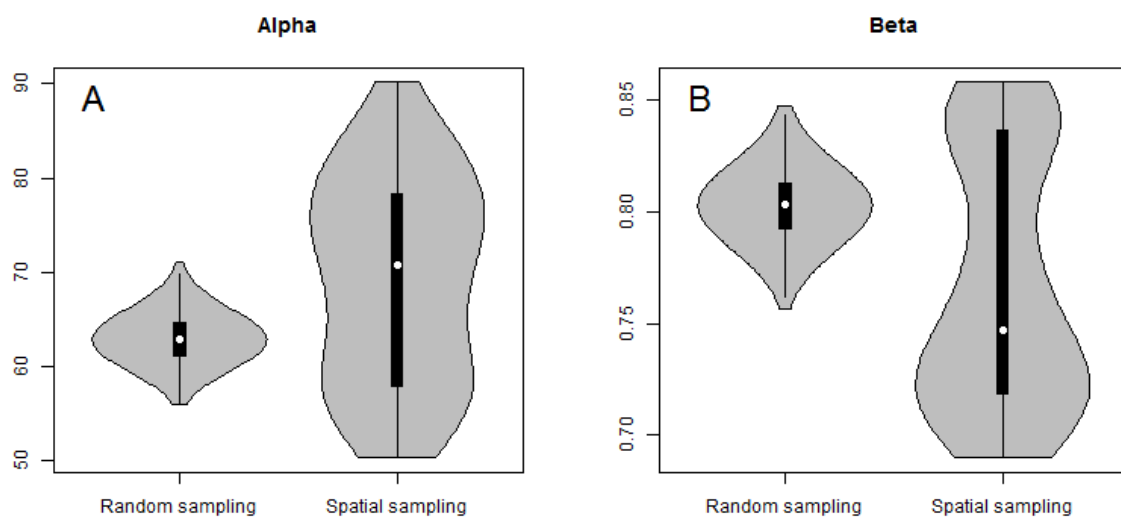 Alpha
A
90
80
70
60
50
Random sampling
Spatial sampling
Beta
B
0.85
0.80
0.75
0.70
Random sampling
Spatial sampling